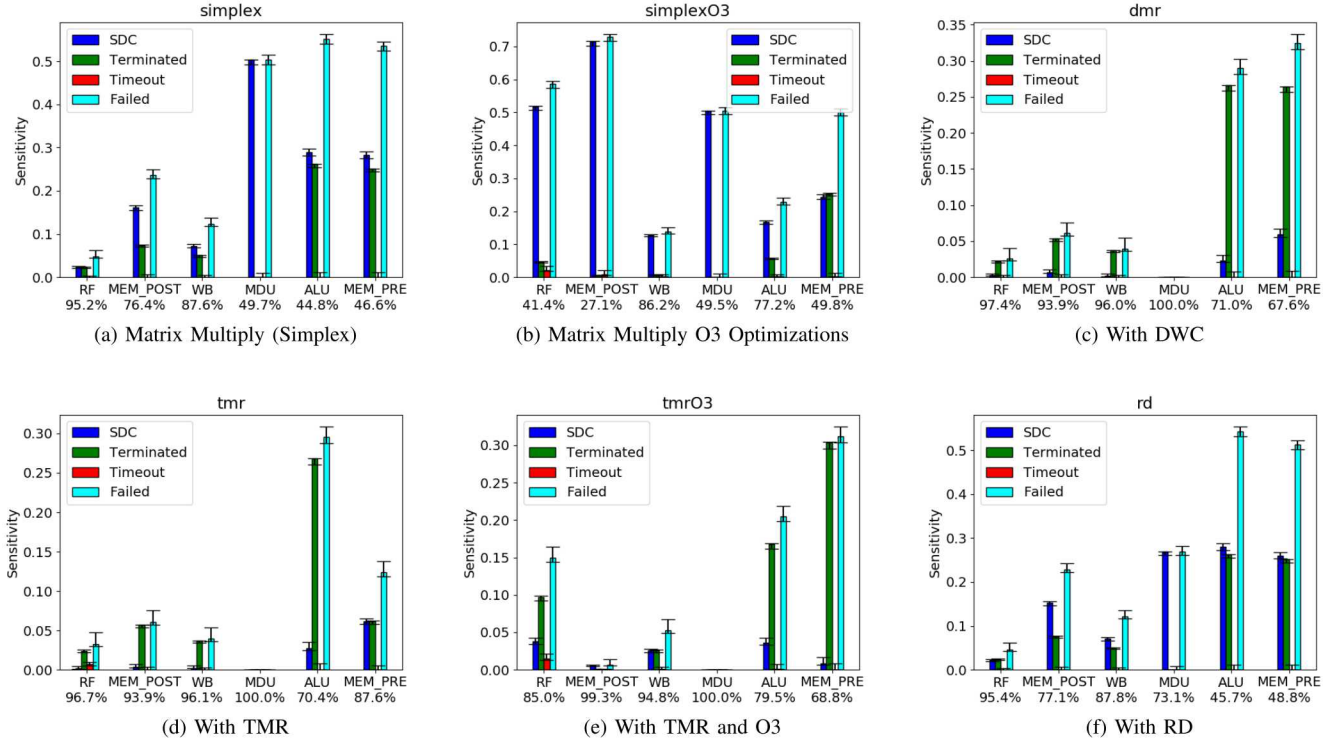 simplex
SDC
Terminated
Timeout
Failed
Sensitivity
0.5
0.4
0.3
0.2
0.1
0.0
RF MEM_POST WB MDU ALU MEM_PRE
95.2% 76.4% 87.6% 49.7% 44.8% 46.6%
(a) Matrix Multiply (Simplex)
simplexO3
SDC
Terminated
Timeout
Failed
Sensitivity
0.7
0.6
0.5
0.4
0.3
0.2
0.1
0.0
RF MEM_POST WB MDU ALU MEM_PRE
41.4% 27.1% 86.2% 49.5% 77.2% 49.8%
(b) Matrix Multiply O3 Optimizations
dmr
SDC
Terminated
Timeout
Failed
Sensitivity
0.35
0.30
0.25
0.20
0.15
0.10
0.05
0.00
RF MEM_POST WB MDU ALU MEM_PRE
97.4% 93.9% 96.0% 100.0% 71.0% 67.6%
(c) With DWC
tmr
SDC
Terminated
Timeout
Failed
Sensitivity
0.30
0.25
0.20
0.15
0.10
0.05
0.00
RF MEM_POST WB MDU ALU MEM_PRE
96.7% 93.9% 96.1% 100.0% 70.4% 87.6%
(d) With TMR
tmrO3
SDC
Terminated
Timeout
Failed
Sensitivity
0.30
0.25
0.20
0.15
0.10
0.05
0.00
RF MEM_POST WB MDU ALU MEM_PRE
85.0% 99.3% 94.8% 100.0% 79.5% 68.8%
(e) With TMR and O3
rd
SDC
Terminated
Timeout
Failed
Sensitivity
0.5
0.4
0.3
0.2
0.1
0.0
RF MEM_POST WB MDU ALU MEM_PRE
95.4% 77.1% 87.8% 73.1% 45.7% 48.8%
(f) With RD